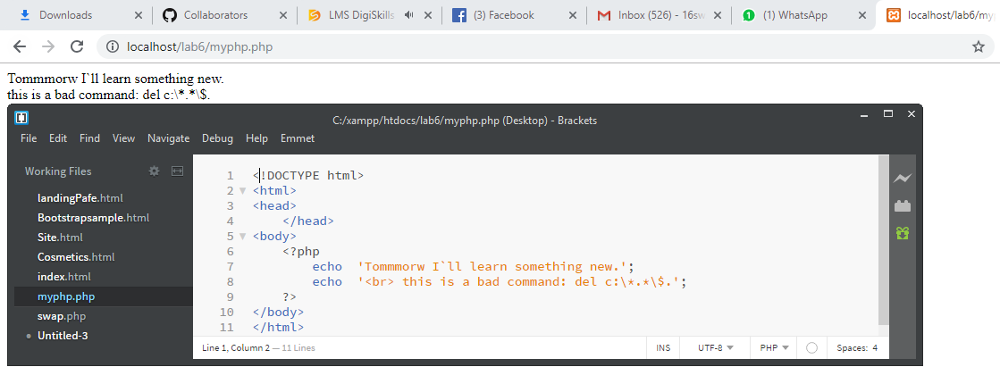 Downloads
Collaborators
LMS DigiSkills
(3) Facebook
Inbox (526) - 16sw
1 (1) WhatsApp
localhost/lab6/my
localhost/lab6/myphp.php
Tommmorw I`ll learn something new.
this is a bad command: del c:\*.*\$.
C:/xampp/htdocs/lab6/myphp.php (Desktop) - Brackets
File Edit Find View Navigate Debug Help Emmet
Working Files
landingPafe.html
Bootstrapsample.html
Site.html
Cosmetics.html
index.html
myphp.php
swap.php
Untitled-3
1 <!DOCTYPE html>
2 <html>
3 <head>
4 </head>
5 <body>
6 <?php
7 echo 'Tommmorw I`ll learn something new.';
8 echo '<br> this is a bad command: del c:\*.*\$.';
9 ?>
10 </body>
11 </html>
Line 1, Column 2 — 11 Lines
INS UTF-8 PHP Spaces: 4